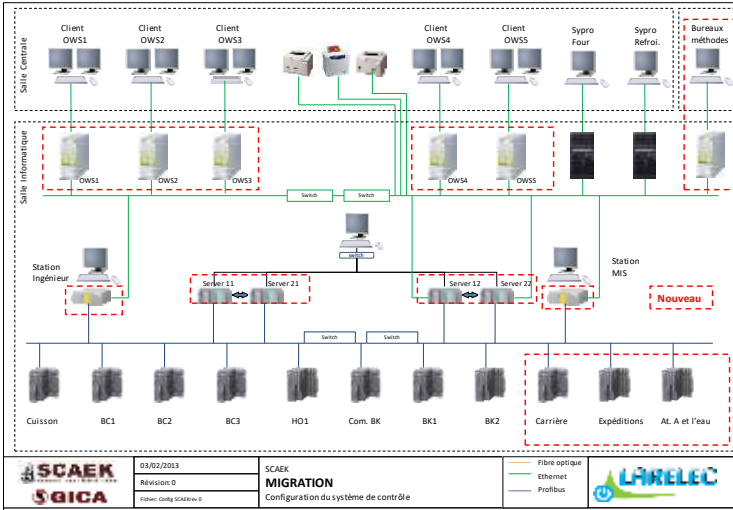 Salle Centrale
Client
OWS1
Client
OWS2
Client
OWS3
Client
OWS4
Client
OWS5
Sypro
Four
Sypro
Refroi.
Bureaux
méthodes
Salle Informatique
OWS1
OWS2
OWS3
OWS4
OWS5
Switch
Switch
switch
Station
Ingénieur
Server 11
Server 21
Server 12
Server 22
Station
MIS
Nouveau
Switch
Switch
Cuisson
BC1
BC2
BC3
HO1
Com. BK
BK1
BK2
Carrière
Expéditions
At. A et l'eau
SCAEK
GICA
03/02/2013
Révision: 0
Fichier: Config SCAEKrev 0
SCAEK
MIGRATION
Configuration du système de contrôle
Fibre optique
Ethernet
Profibus
LARELEC